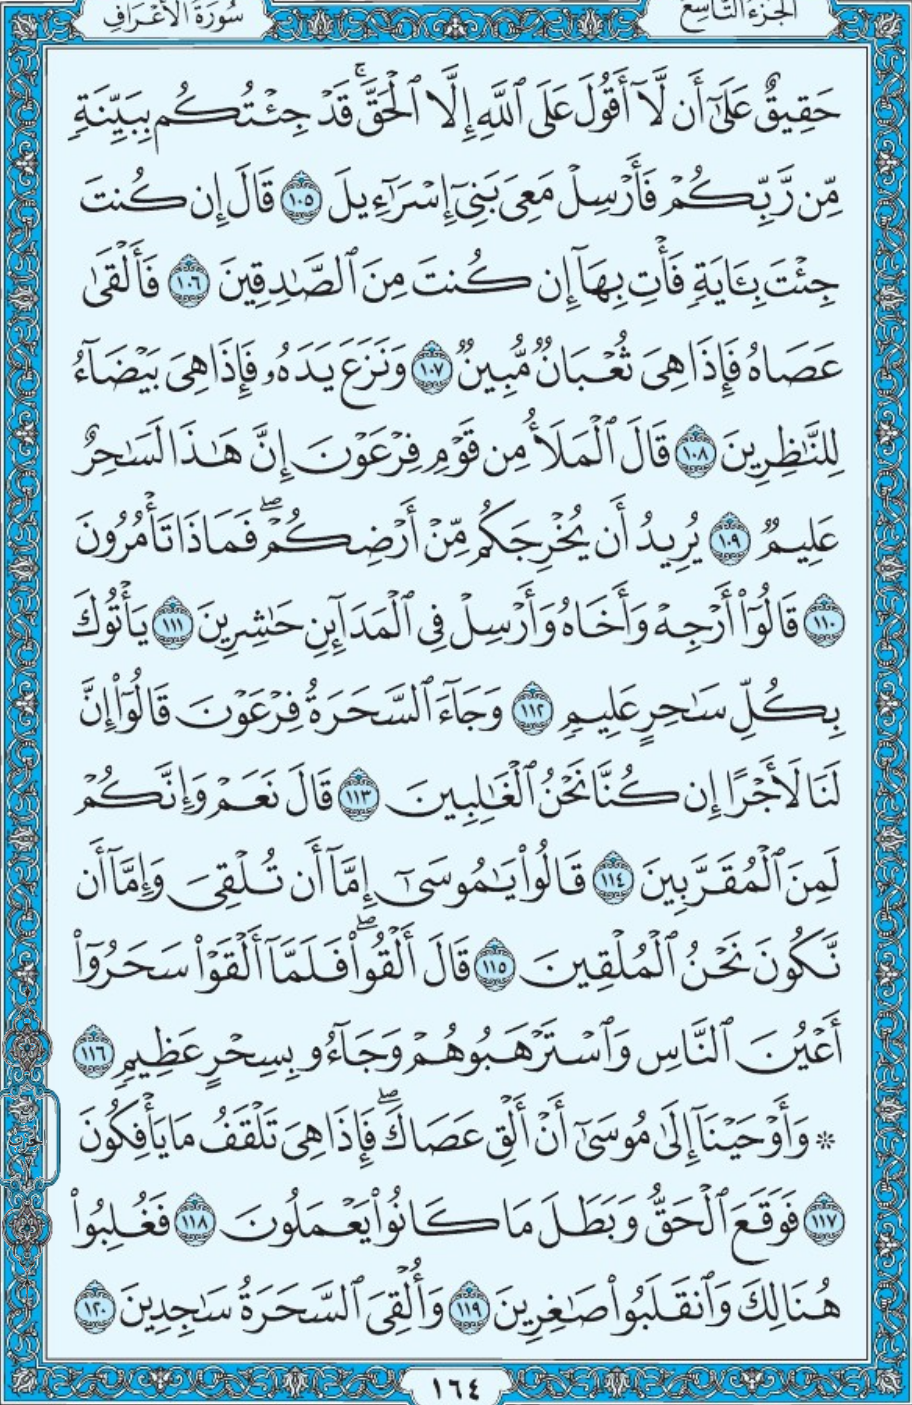 الجزء التاسع
سورة الأعراف
حَقِيقٌ عَلَىٰٓ أَن لَّآ أَقُولَ عَلَى ٱللَّهِ إِلَّا ٱلْحَقَّۚ قَدْ جِئْتُكُم بِبَيِّنَةٍ
مِّن رَّبِّكُمْ فَأَرْسِلْ مَعِىَ بَنِىٓ إِسْرَٰٓءِيلَ ١٠٥ قَالَ إِن كُنتَ
جِئْتَ بِـَٔايَةٍ فَأْتِ بِهَآ إِن كُنتَ مِنَ ٱلصَّٰدِقِينَ ١٠٦ فَأَلْقَىٰ
عَصَاهُ فَإِذَا هِىَ ثُعْبَانٌ مُّبِينٌ ١٠٧ وَنَزَعَ يَدَهُۥ فَإِذَا هِىَ بَيْضَآءُ
لِلنَّٰظِرِينَ ١٠٨ قَالَ ٱلْمَلَأُ مِن قَوْمِ فِرْعَوْنَ إِنَّ هَٰذَا لَسَٰحِرٌ
عَلِيمٌ ١٠٩ يُرِيدُ أَن يُخْرِجَكُم مِّنْ أَرْضِكُمْۖ فَمَاذَا تَأْمُرُونَ
١١٠ قَالُوٓا۟ أَرْجِهْ وَأَخَاهُ وَأَرْسِلْ فِى ٱلْمَدَآئِنِ حَٰشِرِينَ ١١١ يَأْتُوكَ
بِكُلِّ سَٰحِرٍ عَلِيمٍ ١١٢ وَجَآءَ ٱلسَّحَرَةُ فِرْعَوْنَ قَالُوٓا۟ إِنَّ
لَنَا لَأَجْرًا إِن كُنَّا نَحْنُ ٱلْغَٰلِبِينَ ١١٣ قَالَ نَعَمْ وَإِنَّكُمْ
لَمِنَ ٱلْمُقَرَّبِينَ ١١٤ قَالُوا۟ يَٰمُوسَىٰٓ إِمَّآ أَن تُلْقِىَ وَإِمَّآ أَن
نَّكُونَ نَحْنُ ٱلْمُلْقِينَ ١١٥ قَالَ أَلْقُوا۟ۖ فَلَمَّآ أَلْقَوْا۟ سَحَرُوٓا۟
أَعْيُنَ ٱلنَّاسِ وَٱسْتَرْهَبُوهُمْ وَجَآءُو بِسِحْرٍ عَظِيمٍ ١١٦
۞ وَأَوْحَيْنَآ إِلَىٰ مُوسَىٰٓ أَنْ أَلْقِ عَصَاكَۖ فَإِذَا هِىَ تَلْقَفُ مَا يَأْفِكُونَ
١١٧ فَوَقَعَ ٱلْحَقُّ وَبَطَلَ مَا كَانُوا۟ يَعْمَلُونَ ١١٨ فَغُلِبُوا۟
هُنَالِكَ وَٱنقَلَبُوا۟ صَٰغِرِينَ ١١٩ وَأُلْقِىَ ٱلسَّحَرَةُ سَٰجِدِينَ ١٢٠
١٦٤